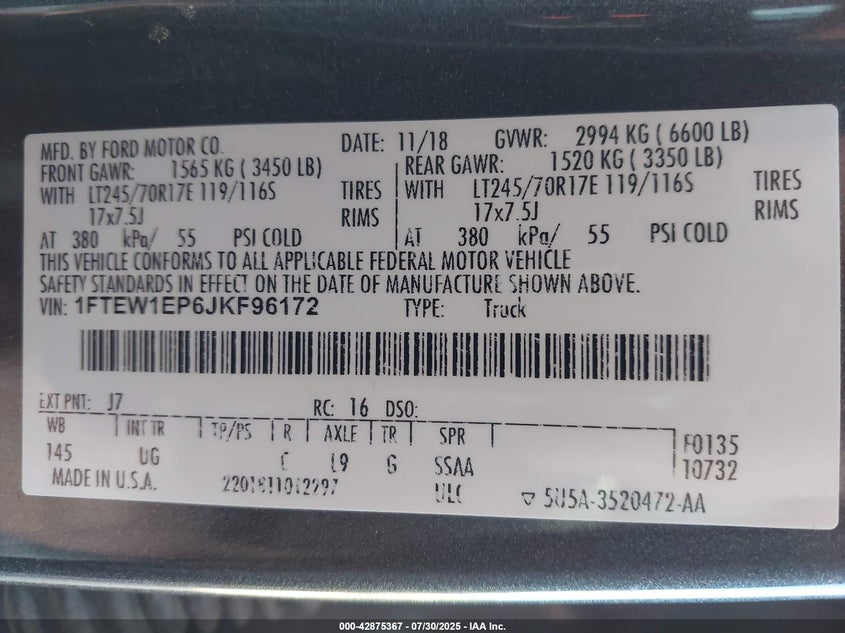 MFD. BY FORD MOTOR CO. DATE: 11/18 GVWR: 2994 KG ( 6600 LB)
FRONT GAWR: 1565 KG ( 3450 LB) REAR GAWR: 1520 KG ( 3350 LB)
WITH LT245/70R17E 119/116S TIRES WITH LT245/70R17E 119/116S TIRES
17x7.5J RIMS 17x7.5J RIMS
AT 380 kPa/ 55 PSI COLD AT 380 kPa/ 55 PSI COLD
THIS VEHICLE CONFORMS TO ALL APPLICABLE FEDERAL MOTOR VEHICLE
SAFETY STANDARDS IN EFFECT ON THE DATE OF MANUFACTURE SHOWN ABOVE.
VIN: 1FTEW1EP6JKF96172 TYPE: Truck
EXT PNT: J7 RC: 16 DSO:
WB INT TR TP/PS R AXLE TR SPR F0135
145 UG L9 G SSAA 10732
MADE IN U.S.A. ULC ▽ 5U5A-3520472-AA
000-42875367 - 07/30/2025 - IAA Inc.